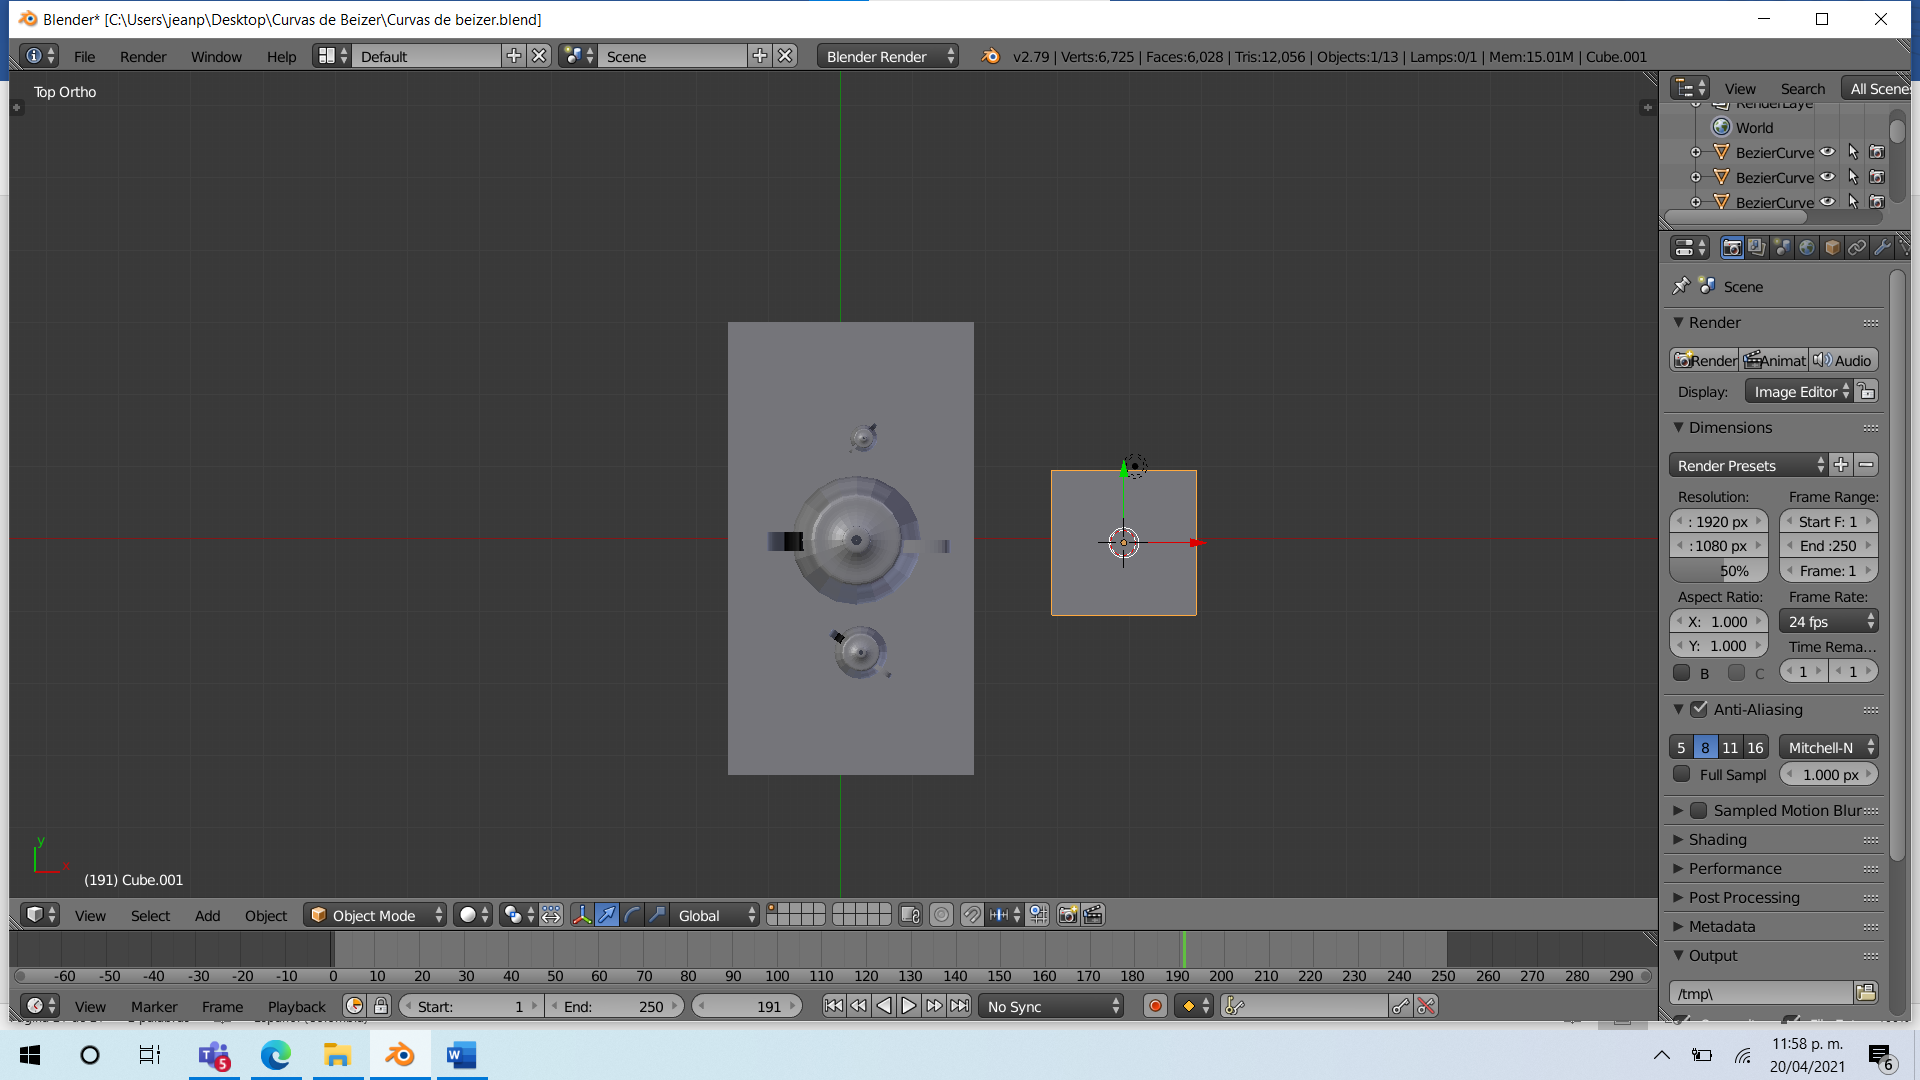 Blender* [C:\Users\jeanp\Desktop\Curvas de Beizer\Curvas de beizer.blend]
File Render Window Help Default Scene Blender Render v2.79 | Verts:6,725 | Faces:6,028 | Tris:12,056 | Objects:1/13 | Lamps:0/1 | Mem:15.01M | Cube.001
Top Ortho
View Search All Scenes
RenderLaye
World
BezierCurve
BezierCurve
BezierCurve
Scene
Render
Render Animat Audio
Display: Image Editor
Dimensions
Render Presets
Resolution: Frame Range:
: 1920 px Start F: 1
: 1080 px End :250
50% Frame: 1
Aspect Ratio: Frame Rate:
X: 1.000 24 fps
Y: 1.000 Time Rema...
B C 1 1
Anti-Aliasing
5 8 11 16 Mitchell-N
Full Sampl 1.000 px
Sampled Motion Blur
Shading
Performance
Post Processing
Metadata
Output
/tmp\
y
x
(191) Cube.001
View Select Add Object Object Mode Global
-60 -50 -40 -30 -20 -10 0 10 20 30 40 50 60 70 80 90 100 110 120 130 140 150 160 170 180 190 200 210 220 230 240 250 260 270 280 290
View Marker Frame Playback Start: 1 End: 250 191 No Sync
5
11:58 p. m.
20/04/2021
6